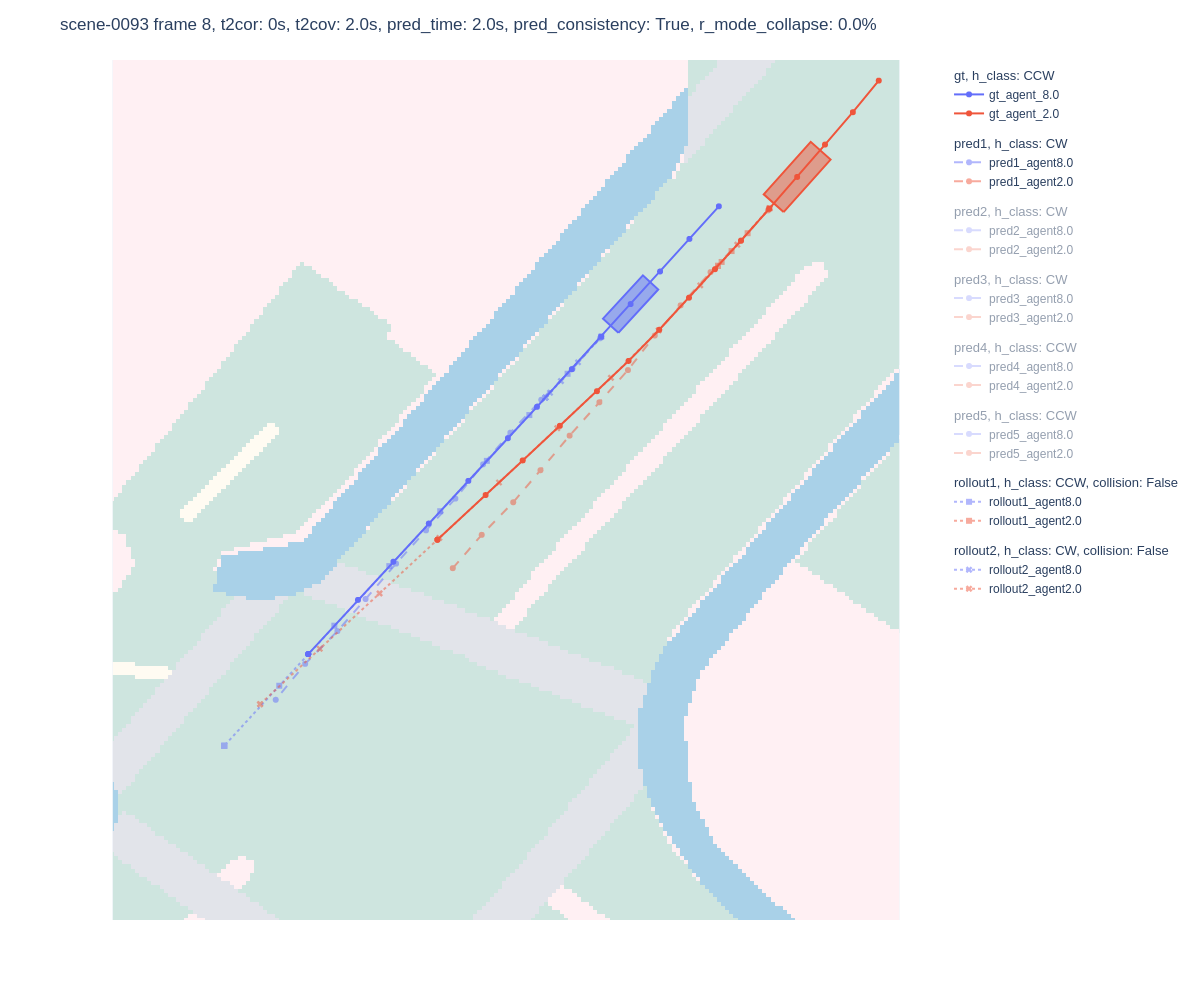 scene-0093 frame 8, t2cor: 0s, t2cov: 2.0s, pred_time: 2.0s, pred_consistency: True, r_mode_collapse: 0.0%
gt, h_class: CCW
gt_agent_8.0
gt_agent_2.0
pred1, h_class: CW
pred1_agent8.0
pred1_agent2.0
pred2, h_class: CW
pred2_agent8.0
pred2_agent2.0
pred3, h_class: CW
pred3_agent8.0
pred3_agent2.0
pred4, h_class: CCW
pred4_agent8.0
pred4_agent2.0
pred5, h_class: CCW
pred5_agent8.0
pred5_agent2.0
rollout1, h_class: CCW, collision: False
rollout1_agent8.0
rollout1_agent2.0
rollout2, h_class: CW, collision: False
rollout2_agent8.0
rollout2_agent2.0